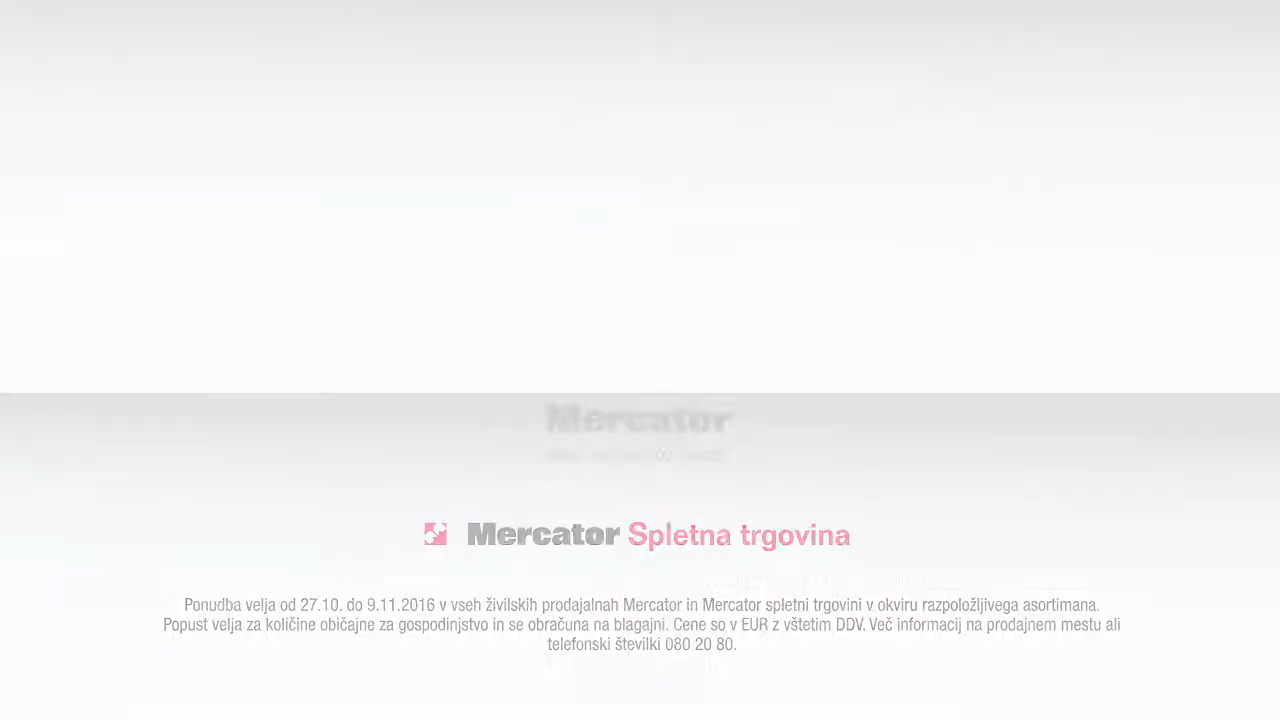 Mercator
Mercator Spletna trgovina
Ponudba velja od 27.10. do 9.11.2016 v vseh živilskih prodajalnah Mercator in Mercator spletni trgovini v okviru razpoložljivega asortimana.
Popust velja za količine običajne za gospodinjstvo in se obračuna na blagajni. Cene so v EUR z vštetim DDV. Več informacij na prodajnem mestu ali
telefonski številki 080 20 80.